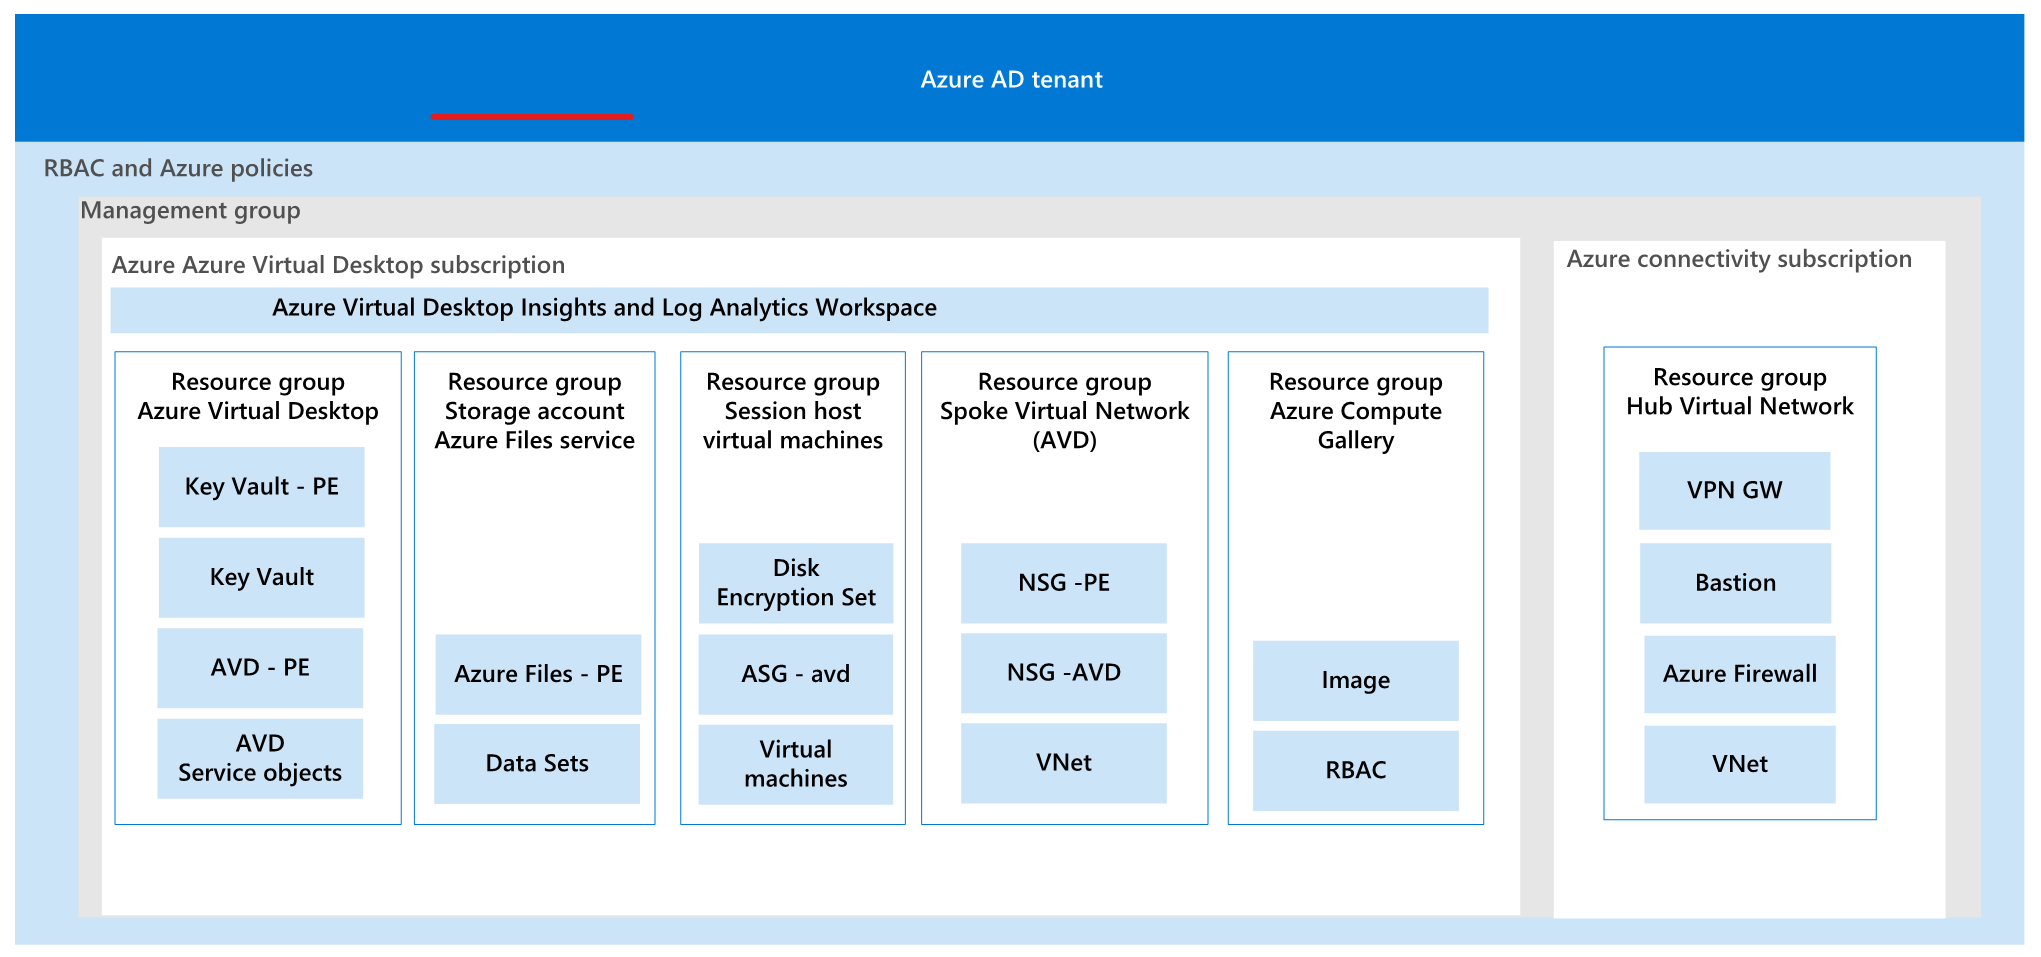 Azure AD tenant
RBAC and Azure policies
Management group
Azure Azure Virtual Desktop subscription
Azure Virtual Desktop Insights and Log Analytics Workspace
Resource group
Azure Virtual Desktop
Key Vault - PE
Key Vault
AVD - PE
AVD
Service objects
Resource group
Storage account
Azure Files service
Azure Files - PE
Data Sets
Resource group
Session host
virtual machines
Disk
Encryption Set
ASG - avd
Virtual
machines
Resource group
Spoke Virtual Network
(AVD)
NSG -PE
NSG -AVD
VNet
Resource group
Azure Compute
Gallery
Image
RBAC
Azure connectivity subscription
Resource group
Hub Virtual Network
VPN GW
Bastion
Azure Firewall
VNet